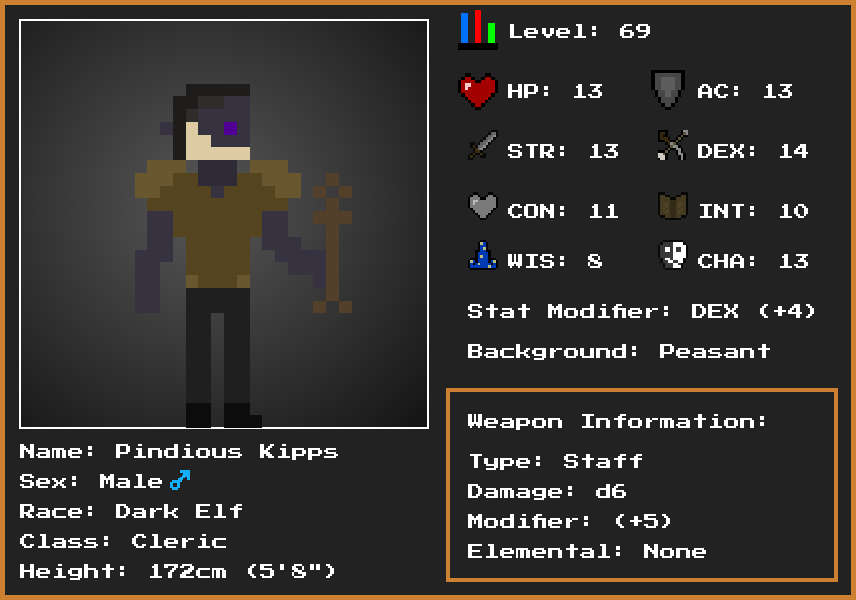 Level: 69
HP: 13
AC: 13
STR: 13
DEX: 14
CON: 11
INT: 10
WIS: 8
CHA: 13
Stat Modifier: DEX (+4)
Background: Peasant
Weapon Information:
Type: Staff
Damage: d6
Modifier: (+5)
Elemental: None
Name: Pindious Kipps
Sex: Male♂
Race: Dark Elf
Class: Cleric
Height: 172cm (5'8")